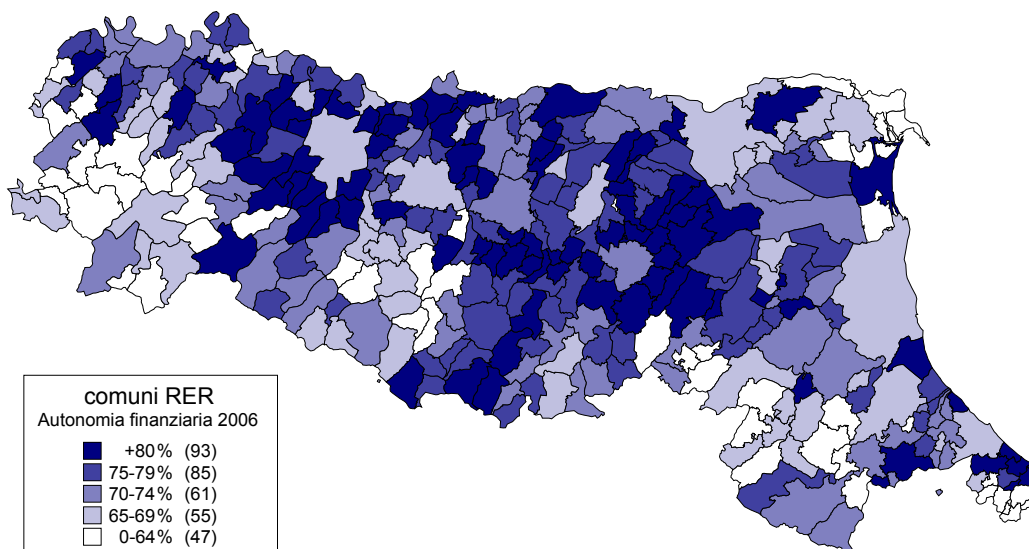 comuni RER
Autonomia finanziaria 2006
+80% (93)
75-79% (85)
70-74% (61)
65-69% (55)
0-64% (47)